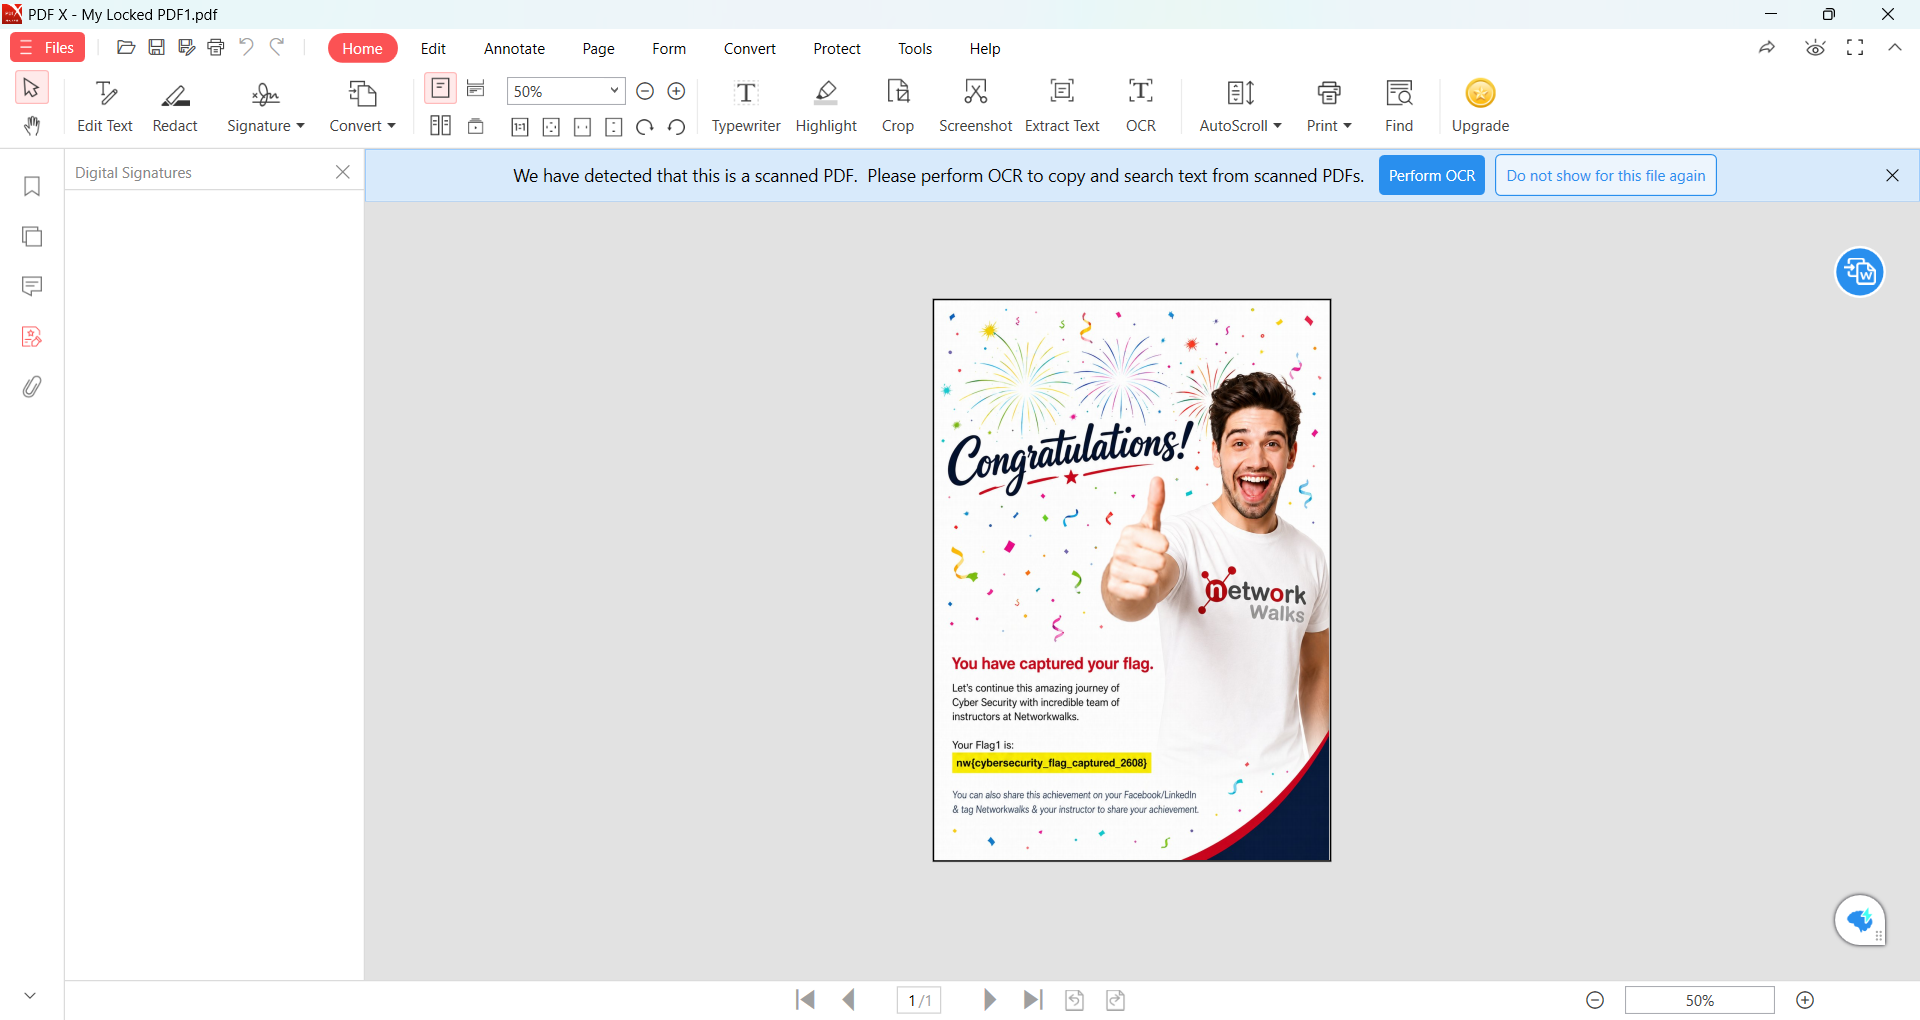 PDF X - My Locked PDF1.pdf
Files
Home
Edit
Annotate
Page
Form
Convert
Protect
Tools
Help
Edit Text
Redact
Signature
Convert
50%
1:1
Typewriter
Highlight
Crop
Screenshot
Extract Text
OCR
AutoScroll
Print
Find
Upgrade
Digital Signatures
We have detected that this is a scanned PDF. Please perform OCR to copy and search text from scanned PDFs.
Perform OCR
Do not show for this file again
Congratulations!
network
Walks
You have captured your flag.
Let's continue this amazing journey of
Cyber Security with incredible team of
instructors at Networkwalks.
Your Flag1 is:
nw{cybersecurity_flag_captured_2608}
You can also share this achievement on your Facebook/LinkedIn
& tag Networkwalks & your instructor to share your achievement.
1/1
50%